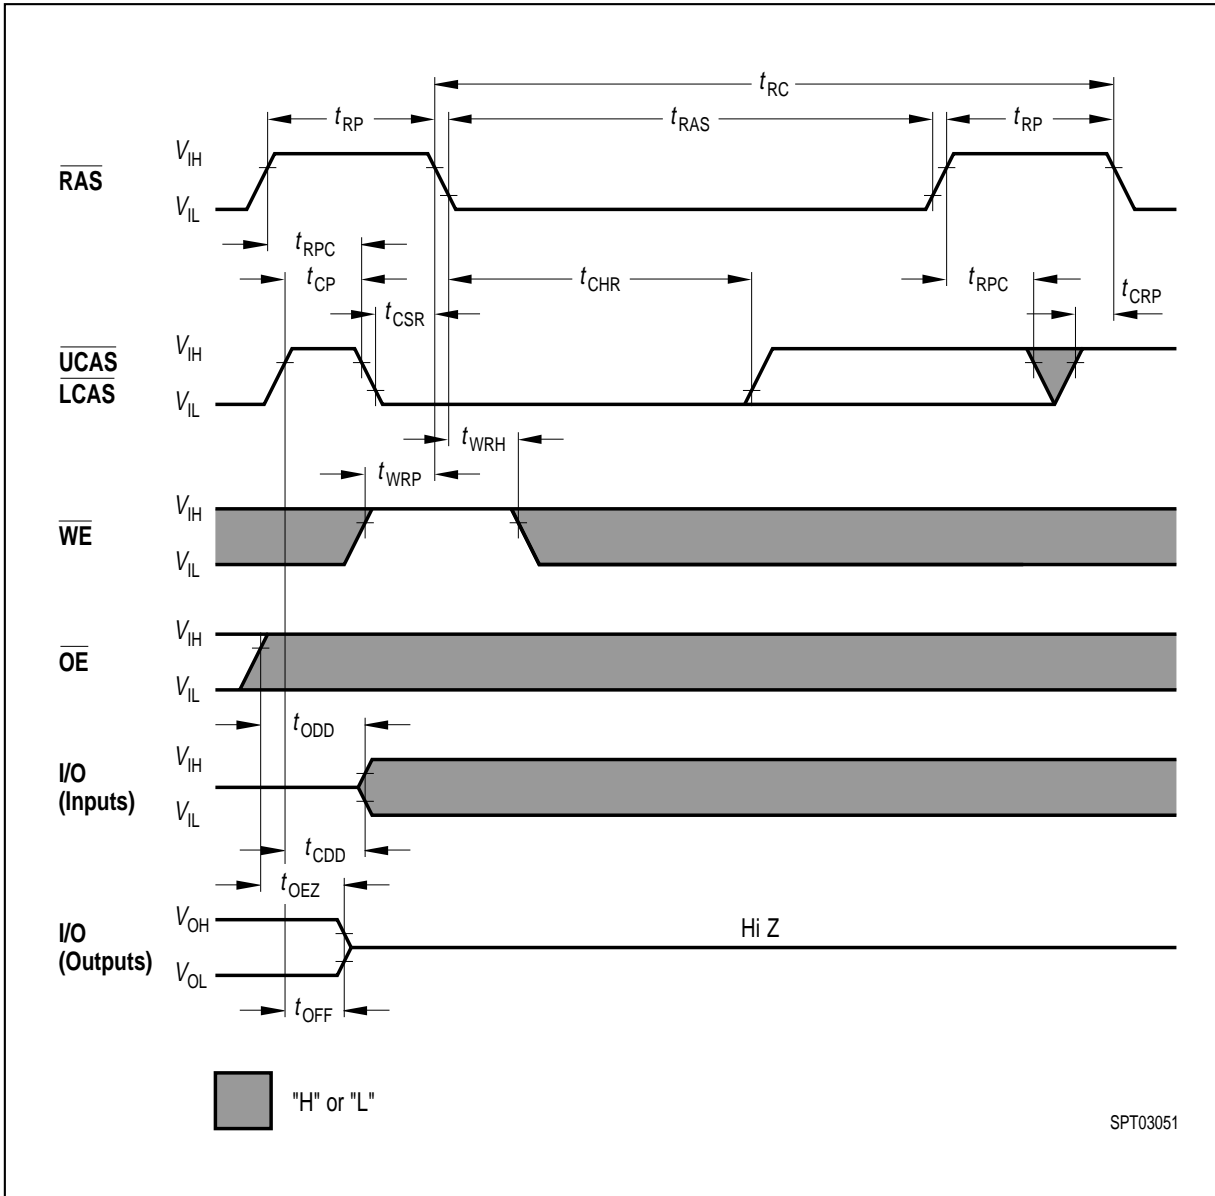 tRC
tRP tRAS tRP
RAS VIH
VIL
tRPC
tCP tCHR tRPC
tCSR tCRP
UCAS VIH
LCAS VIL
tWRH
tWRP
WE VIH
VIL
OE VIH
VIL
tODD
I/O VIH
(Inputs) VIL
tCDD
tOEZ
I/O VOH Hi Z
(Outputs) VOL
tOFF
"H" or "L"
SPT03051